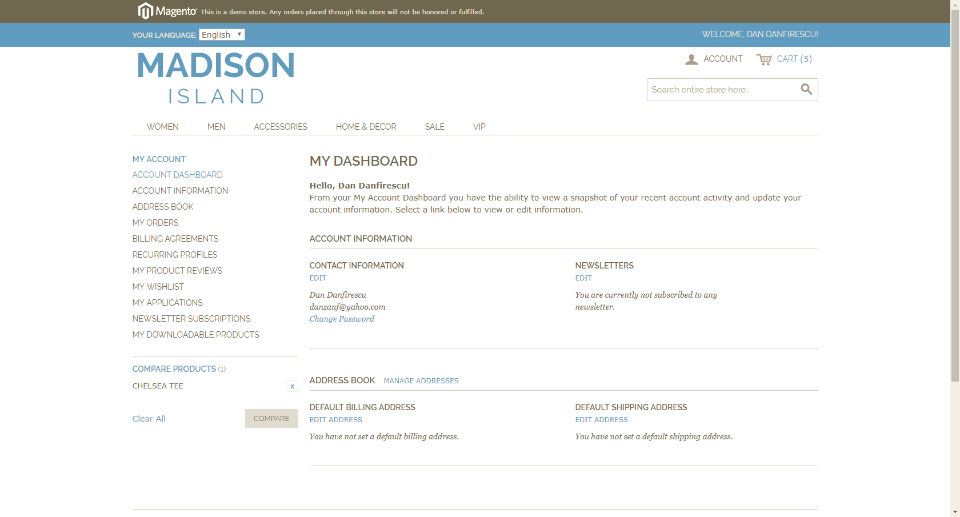 Magento This is a demo store. Any orders placed through this store will not be honored or fulfilled.
YOUR LANGUAGE: English
WELCOME, DAN DANFIRESCU!
MADISON
ISLAND
ACCOUNT
CART (5)
Search entire store here...
WOMEN MEN ACCESSORIES HOME & DECOR SALE VIP
MY ACCOUNT
ACCOUNT DASHBOARD
ACCOUNT INFORMATION
ADDRESS BOOK
MY ORDERS
BILLING AGREEMENTS
RECURRING PROFILES
MY PRODUCT REVIEWS
MY WISHLIST
MY APPLICATIONS
NEWSLETTER SUBSCRIPTIONS
MY DOWNLOADABLE PRODUCTS
COMPARE PRODUCTS (1)
CHELSEA TEE x
Clear All COMPARE
MY DASHBOARD
Hello, Dan Danfirescu!
From your My Account Dashboard you have the ability to view a snapshot of your recent account activity and update your
account information. Select a link below to view or edit information.
ACCOUNT INFORMATION
CONTACT INFORMATION
EDIT
Dan Danfirescu
danzanf@yahoo.com
Change Password
NEWSLETTERS
EDIT
You are currently not subscribed to any
newsletter.
ADDRESS BOOK MANAGE ADDRESSES
DEFAULT BILLING ADDRESS
EDIT ADDRESS
You have not set a default billing address.
DEFAULT SHIPPING ADDRESS
EDIT ADDRESS
You have not set a default shipping address.